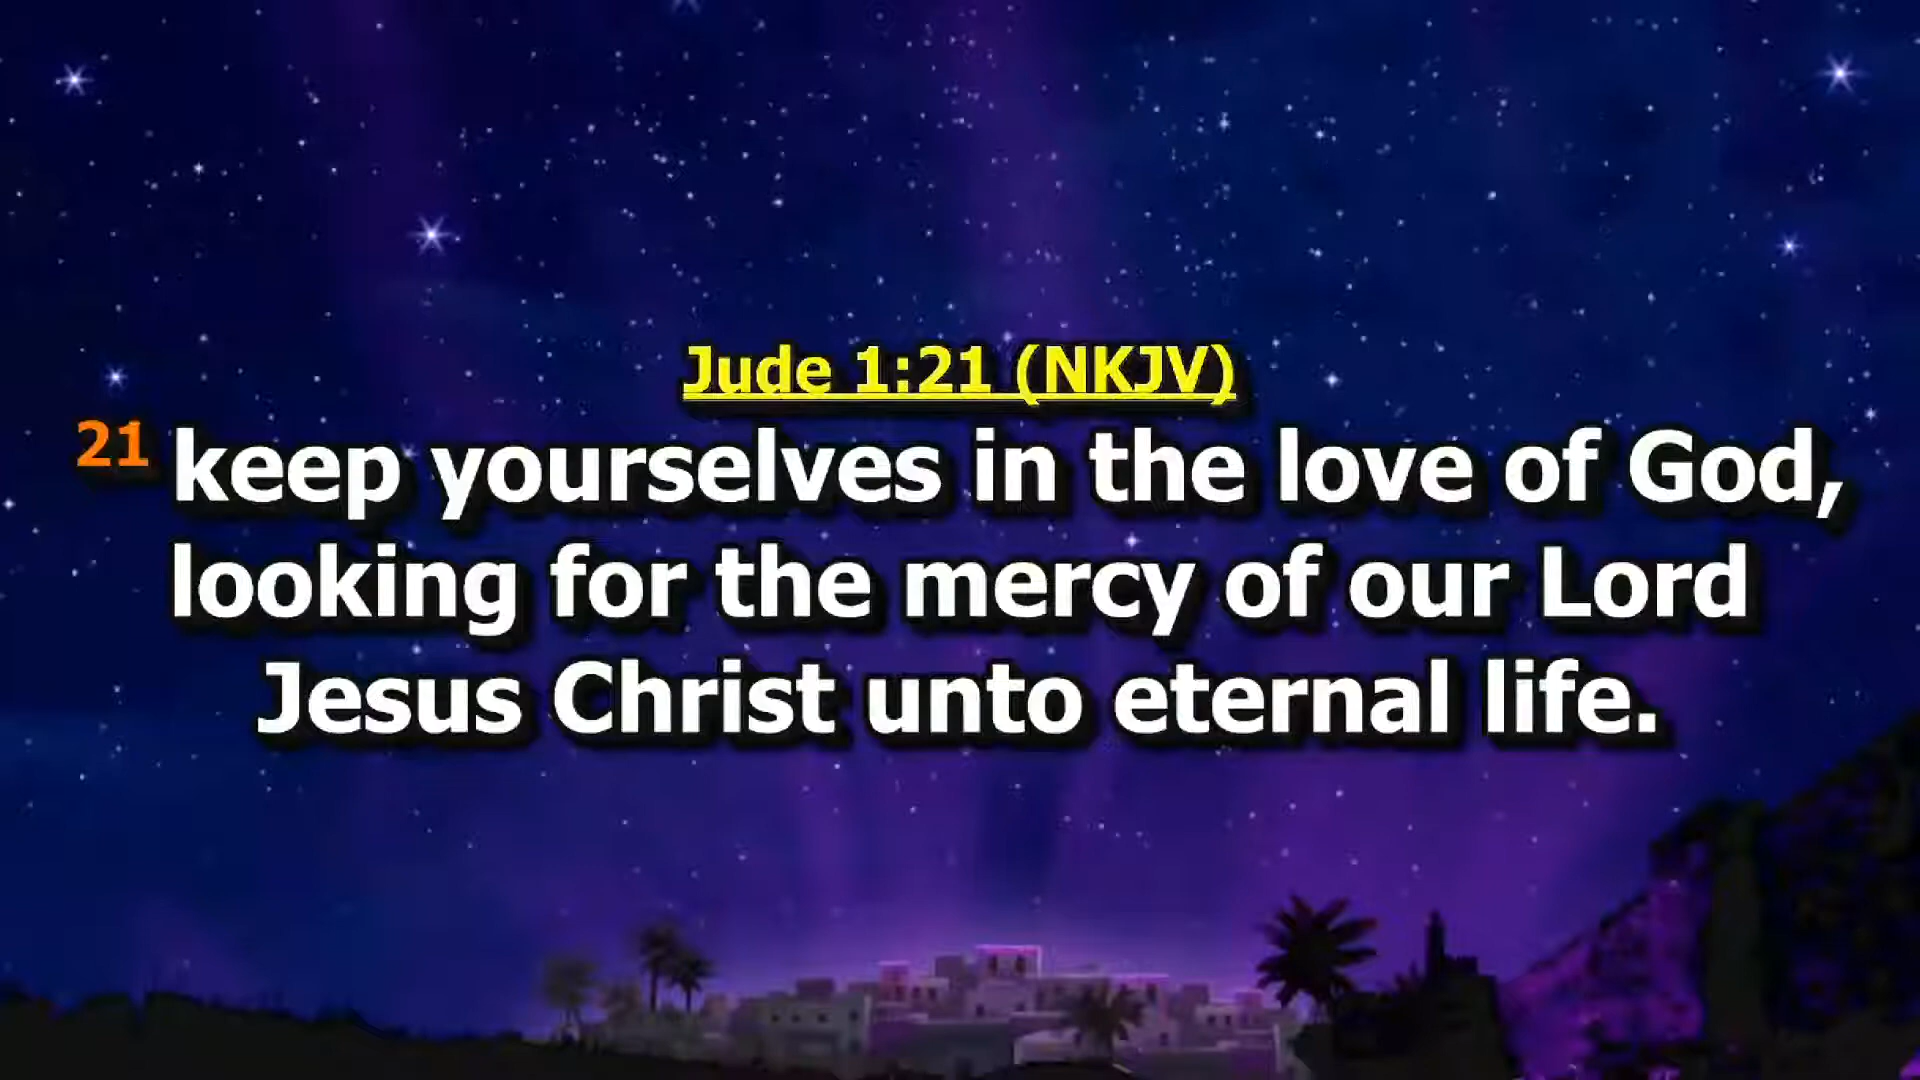 Jude 1:21 (NKJV)
21 keep yourselves in the love of God,
looking for the mercy of our Lord
Jesus Christ unto eternal life.